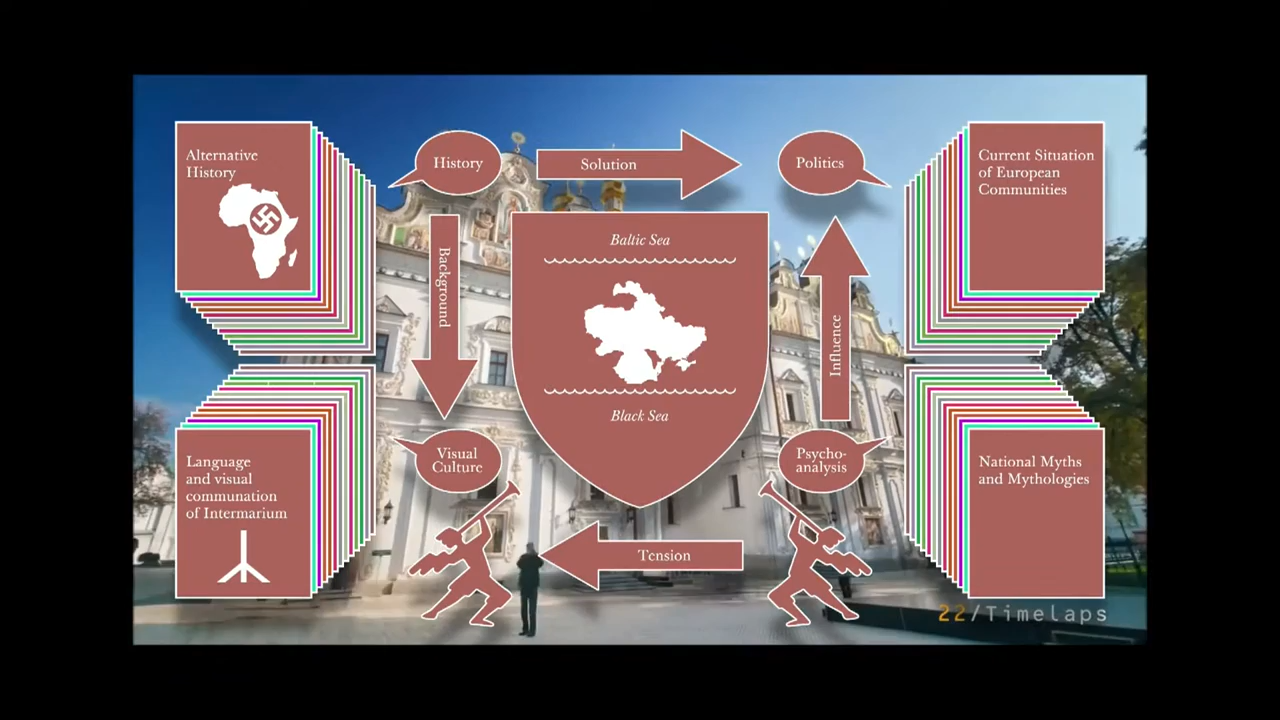 Alternative
History
History
Solution
Politics
Current Situation
of European
Communities
Baltic Sea
Background
Influence
Black Sea
Language
and visual
communation
of Intermarium
Visual
Culture
Psycho-
analysis
National Myths
and Mythologies
Tension
22/Timelaps